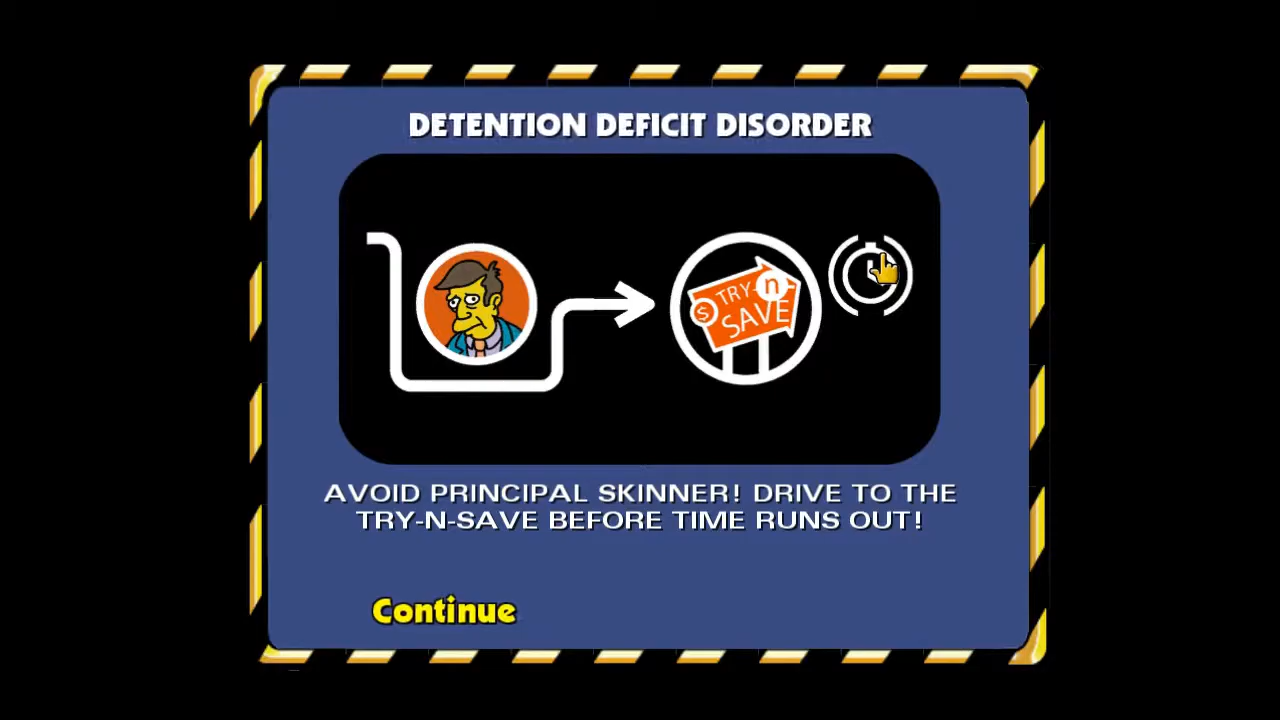 DETENTION DEFICIT DISORDER
TRY-n
$ SAVE
AVOID PRINCIPAL SKINNER! DRIVE TO THE
TRY-N-SAVE BEFORE TIME RUNS OUT!
Continue